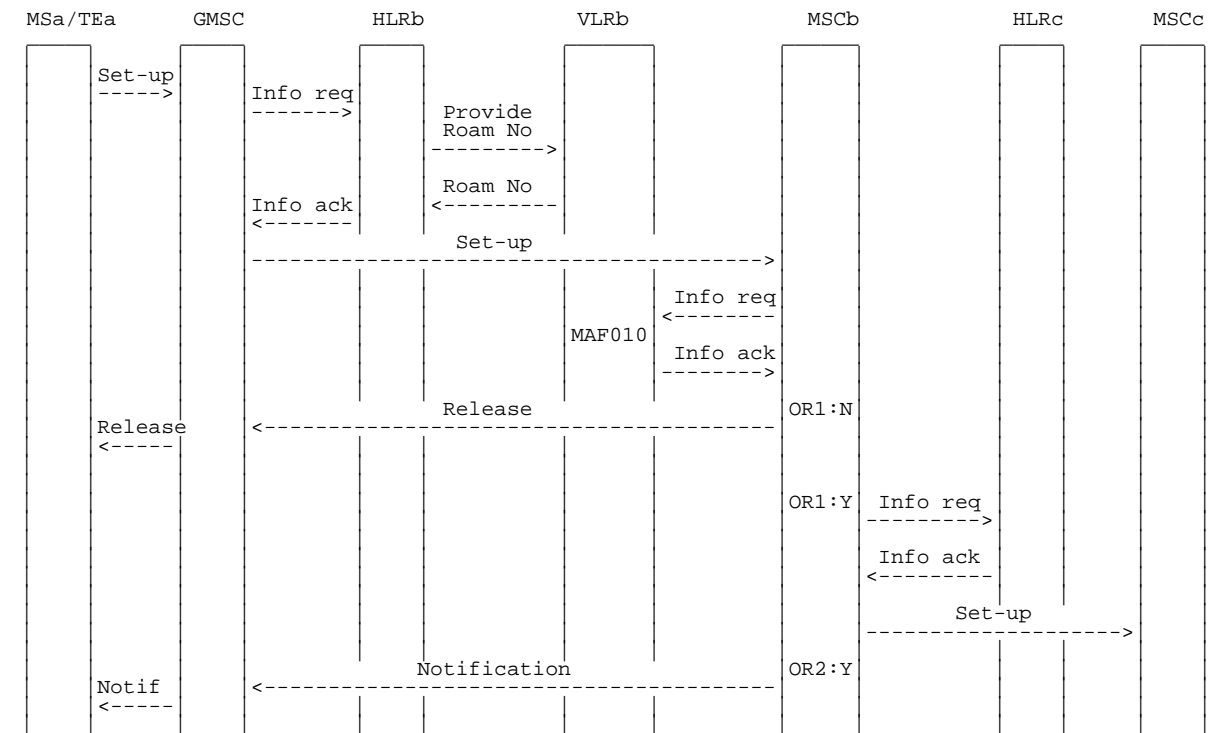 MSa/TEa GMSC HLRb VLRb MSCb HLRc MSCc
Set-up
Info req
Provide
Roam No
Roam No
Info ack
Set-up
Info req
MAF010
Info ack
Release OR1:N
Release
OR1:Y Info req
Info ack
Set-up
Notification OR2:Y
Notif